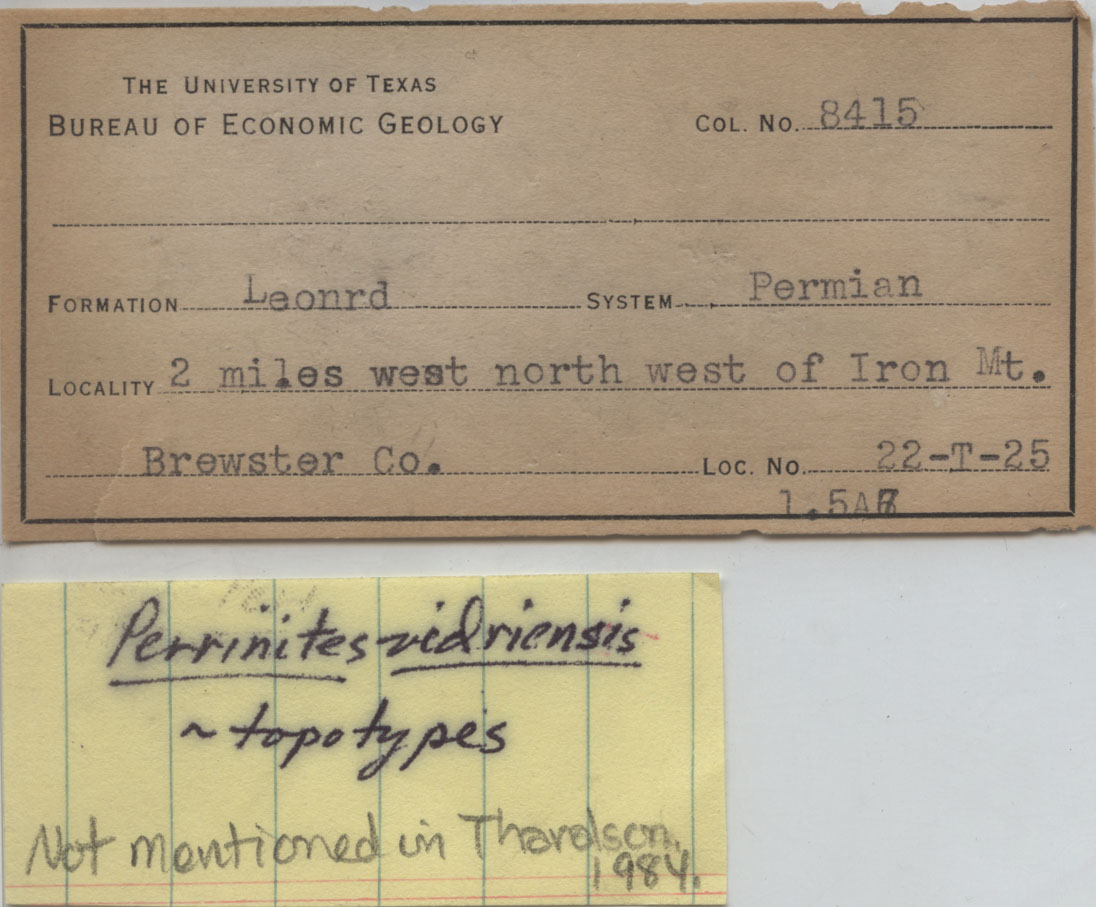 THE UNIVERSITY OF TEXAS
BUREAU OF ECONOMIC GEOLOGY
COL. NO. 8415
FORMATION Leonrd SYSTEM Permian
LOCALITY 2 miles west north west of Iron Mt.
Brewster Co. LOC. NO. 22-T-25
Perrinites vidriensis
~ topotypes
Not mentioned in Tharalson,
1984.